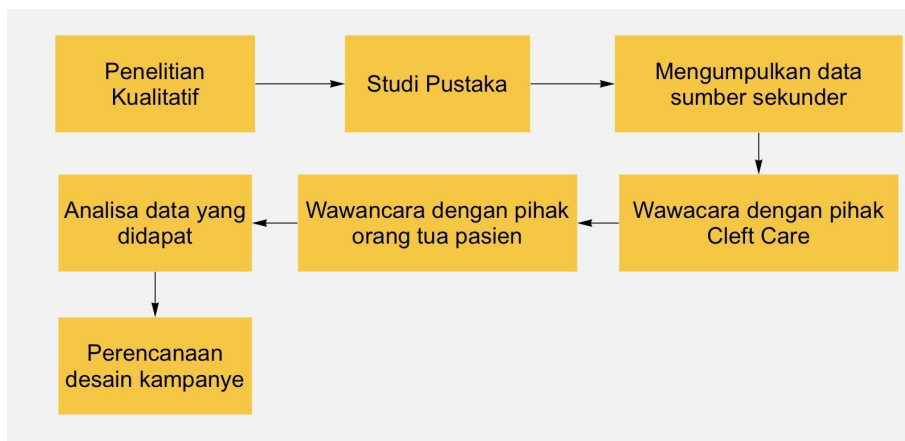 Penelitian
Kualitatif
Studi Pustaka
Mengumpulkan data
sumber sekunder
Wawacara dengan pihak
Cleft Care
Wawancara dengan pihak
orang tua pasien
Analisa data yang
didapat
Perencanaan
desain kampanye